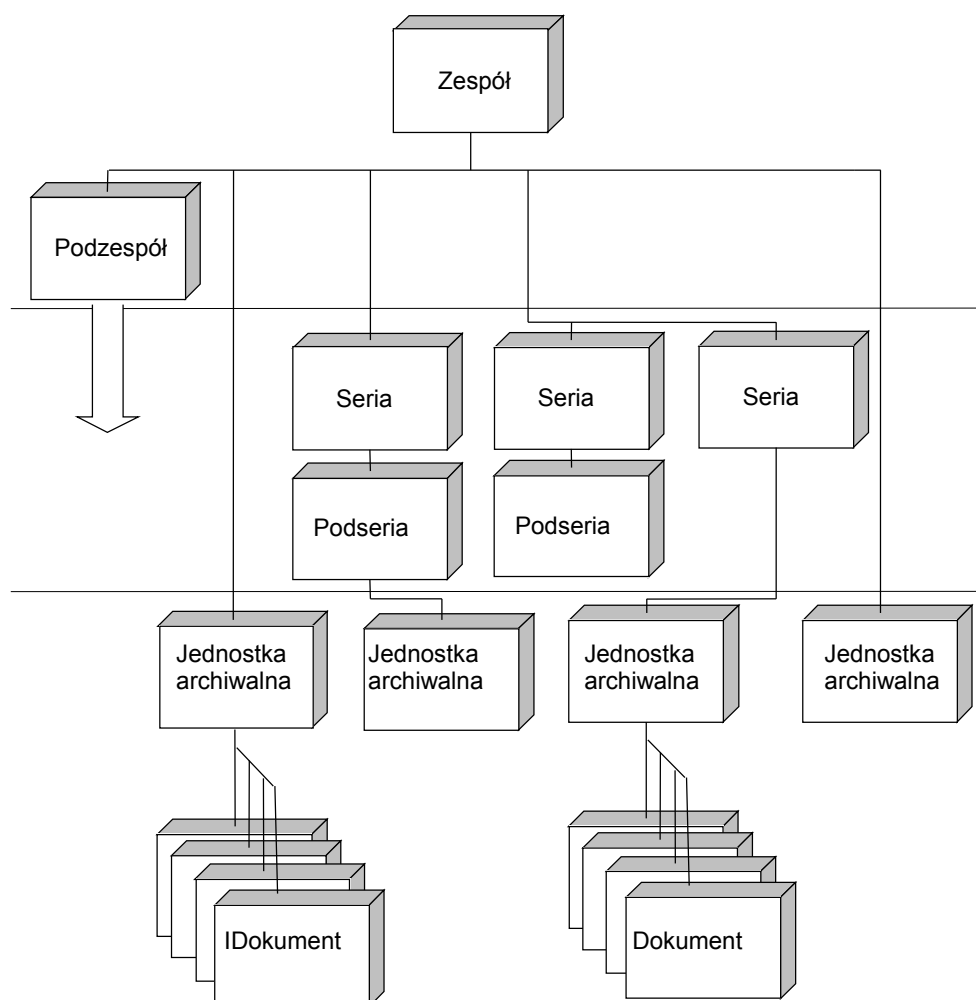 Zespół
Podzespół
Seria
Seria
Seria
Podseria
Podseria
Jednostka
archiwalna
Jednostka
archiwalna
Jednostka
archiwalna
Jednostka
archiwalna
IDokument
Dokument